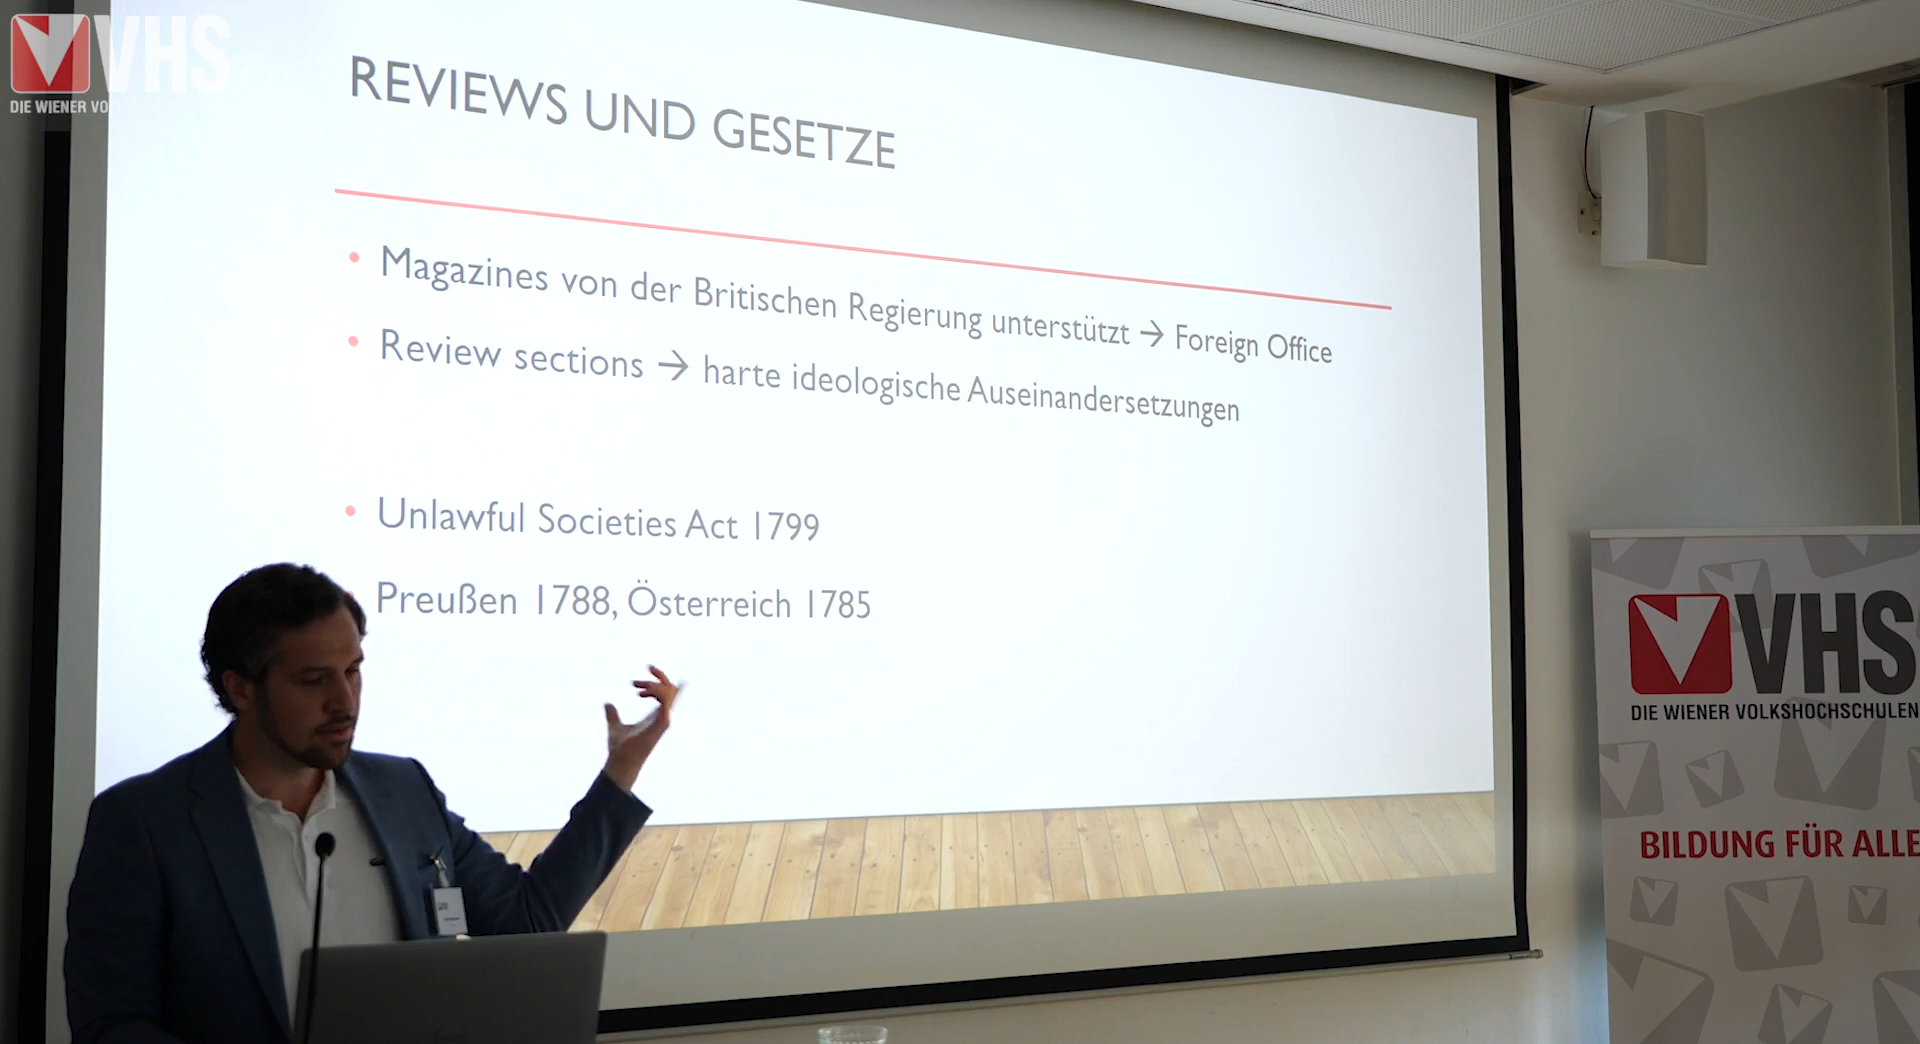 VHS
DIE WIENER VO
REVIEWS UND GESETZE
• Magazines von der Britischen Regierung unterstützt → Foreign Office
• Review sections → harte ideologische Auseinandersetzungen
• Unlawful Societies Act 1799
• Preußen 1788, Österreich 1785
VHS
DIE WIENER VOLKSHOCHSCHULEN
BILDUNG FÜR ALLE